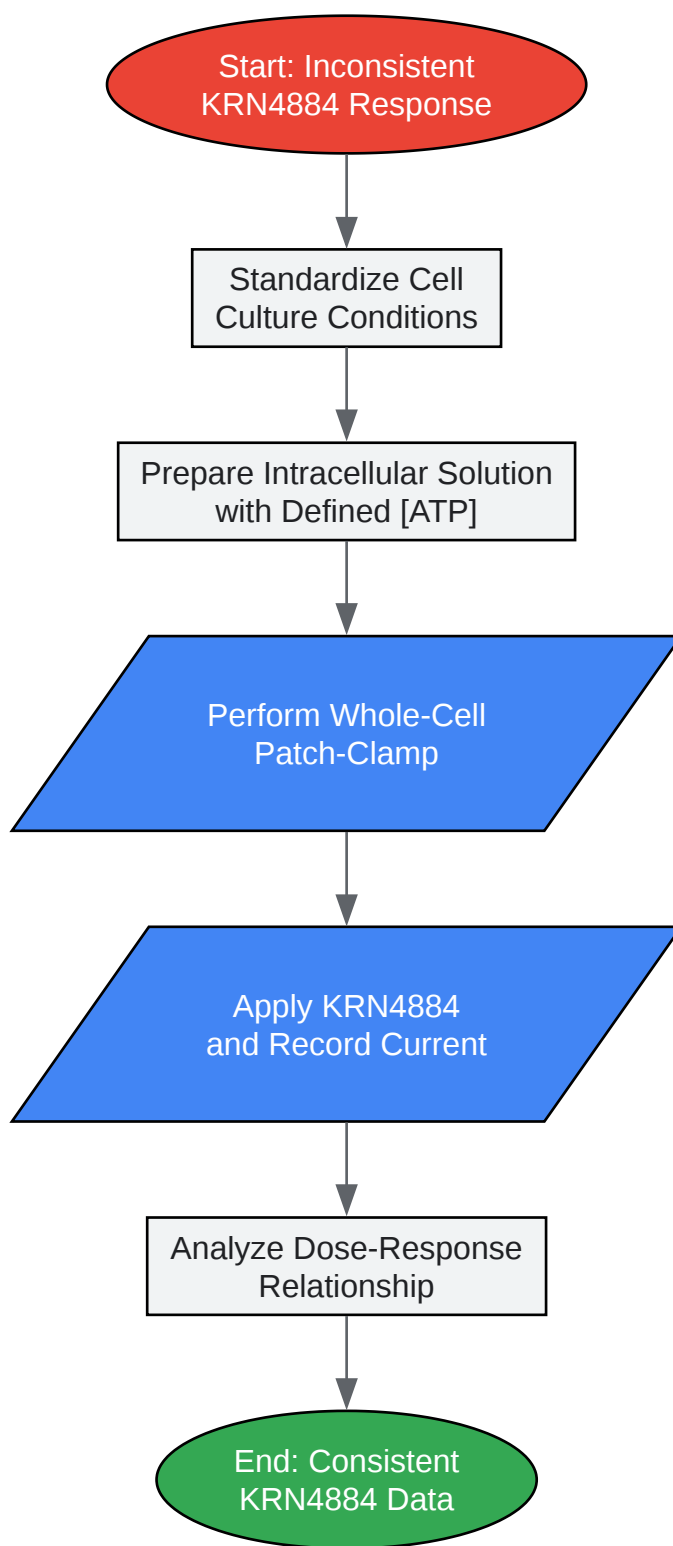 Start: Inconsistent
KRN4884 Response
Standardize Cell
Culture Conditions
Prepare Intracellular Solution
with Defined [ATP]
Perform Whole-Cell
Patch-Clamp
Apply KRN4884
and Record Current
Analyze Dose-Response
Relationship
End: Consistent
KRN4884 Data